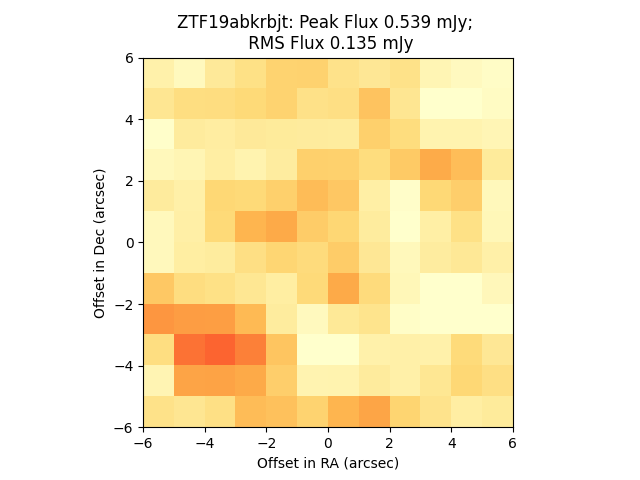 ZTF19abkrbjt: Peak Flux 0.539 mJy;
RMS Flux 0.135 mJy
6
4
2
0
−2
−4
−6
Offset in Dec (arcsec)
−6 −4 −2 0 2 4 6
Offset in RA (arcsec)